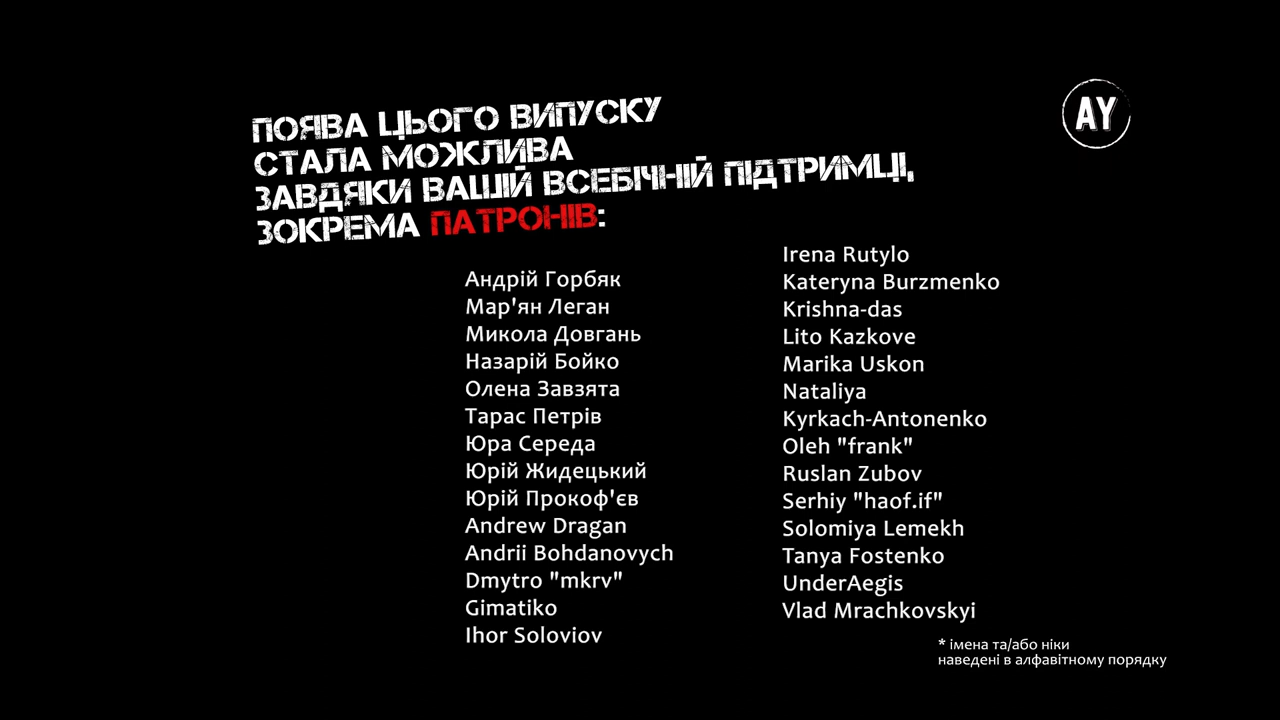 ПОЯВА ЦЬОГО ВИПУСКУ
СТАЛА МОЖЛИВА
ЗАВДЯКИ ВАШІЙ ВСЕБІЧНІЙ ПІДТРИМЦІ,
ЗОКРЕМА ПАТРОНІВ:
AY
Андрій Горбяк
Мар'ян Леган
Микола Довгань
Назарій Бойко
Олена Завзята
Тарас Петрів
Юра Середа
Юрій Жидецький
Юрій Прокоф'єв
Andrew Dragan
Andrii Bohdanovych
Dmytro "mkrv"
Gimatiko
Ihor Soloviov
Irena Rutylo
Kateryna Burzmenko
Krishna-das
Lito Kazkove
Marika Uskon
Nataliya
Kyrkach-Antonenko
Oleh "frank"
Ruslan Zubov
Serhiy "haof.if"
Solomiya Lemekh
Tanya Fostenko
UnderAegis
Vlad Mrachkovskyi
* імена та/або ніки
наведені в алфавітному порядку